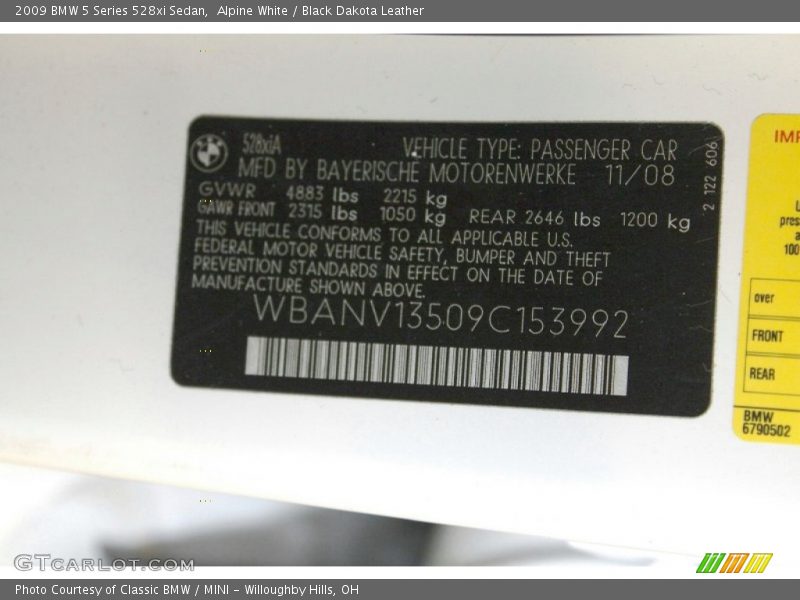 2009 BMW 5 Series 528xi Sedan,  Alpine White / Black Dakota Leather
528xiA
VEHICLE TYPE: PASSENGER CAR
MFD BY BAYERISCHE MOTORENWERKE 11/08
GVWR 4883 lbs 2215 kg
GAWR FRONT 2315 lbs 1050 kg REAR 2646 lbs 1200 kg
THIS VEHICLE CONFORMS TO ALL APPLICABLE U.S.
FEDERAL MOTOR VEHICLE SAFETY, BUMPER AND THEFT
PREVENTION STANDARDS IN EFFECT ON THE DATE OF
MANUFACTURE SHOWN ABOVE.
WBANV13509C153992
2 122 606
over
FRONT
REAR
BMW
6790502
GTCARLOT.COM
Photo Courtesy of Classic BMW / MINI - Willoughby Hills, OH